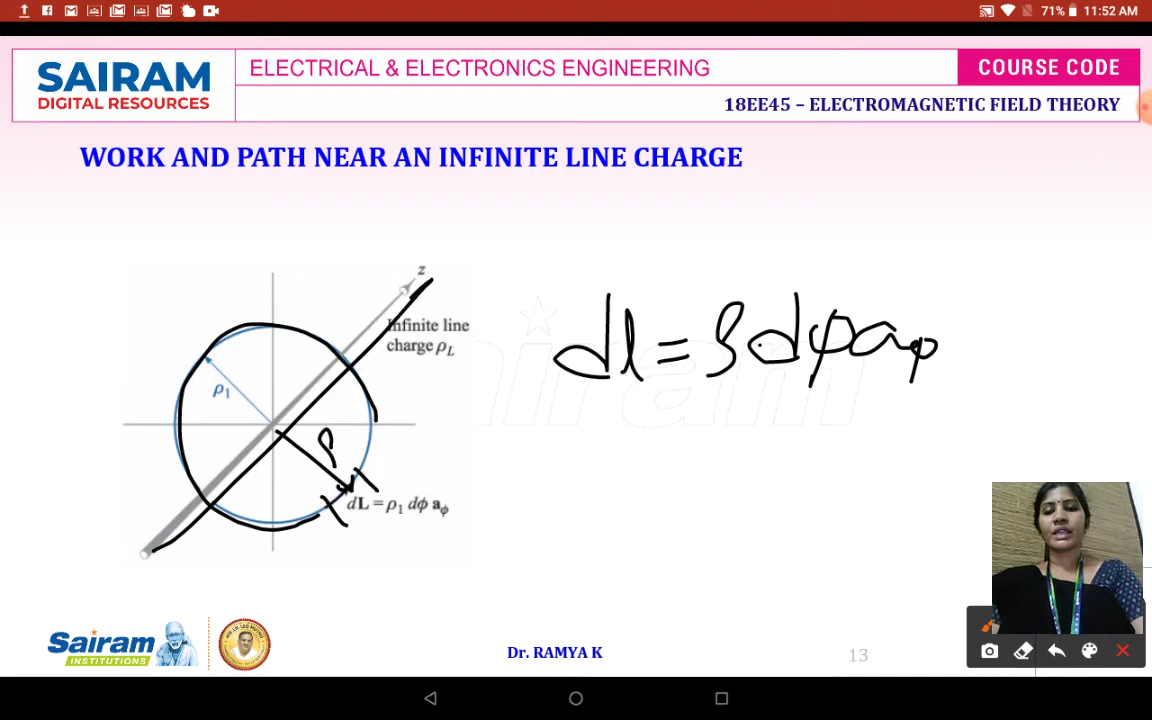 71% 11:52 AM
SAIRAM
DIGITAL RESOURCES
ELECTRICAL & ELECTRONICS ENGINEERING
COURSE CODE
18EE45 – ELECTROMAGNETIC FIELD THEORY
WORK AND PATH NEAR AN INFINITE LINE CHARGE
z
Infinite line
charge ρL
ρ1
ρ
dL = ρ1 dϕ aϕ
dl = ρ dφ aφ
Sairam
INSTITUTIONS
Dr. RAMYA K
13